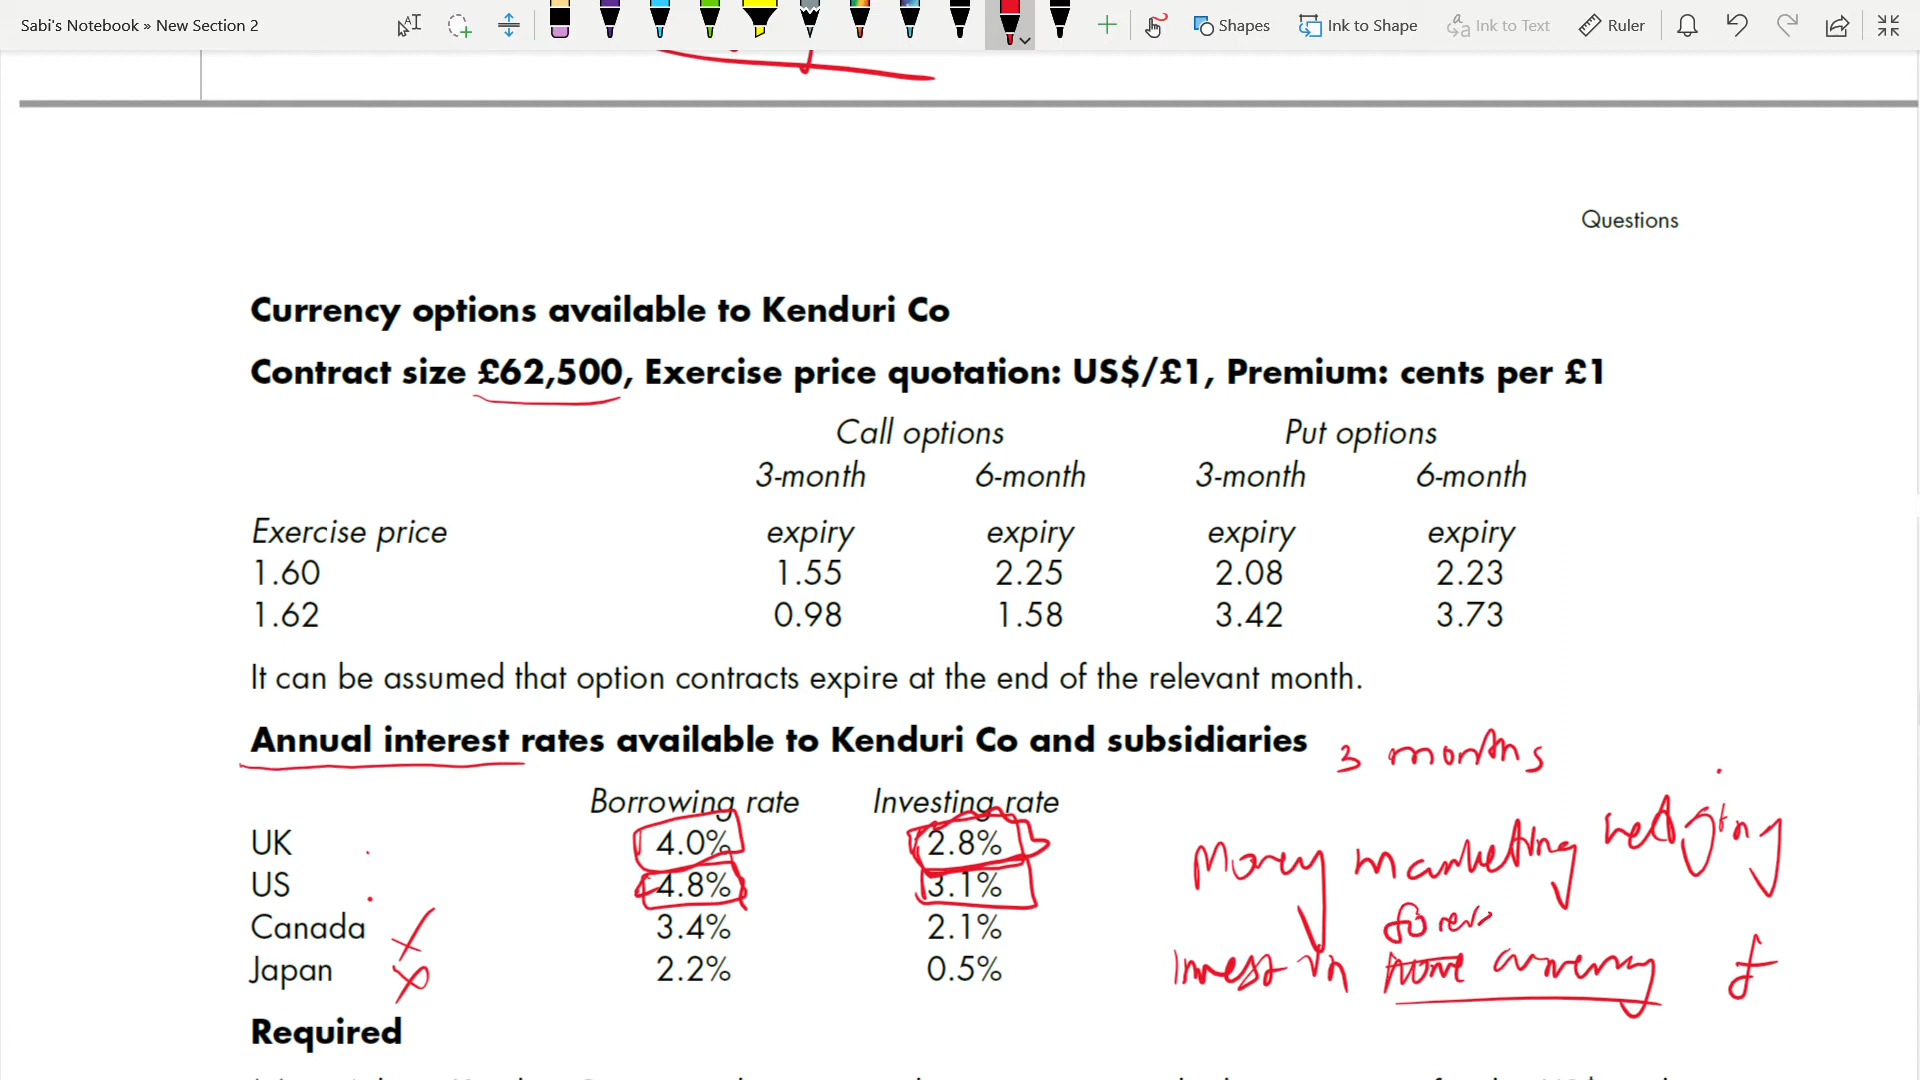 Sabi's Notebook » New Section 2
Shapes Ink to Shape Ink to Text Ruler
Questions
Currency options available to Kenduri Co
Contract size £62,500, Exercise price quotation: US$/£1, Premium: cents per £1
Call options Put options
3-month 6-month 3-month 6-month
Exercise price expiry expiry expiry expiry
1.60 1.55 2.25 2.08 2.23
1.62 0.98 1.58 3.42 3.73
It can be assumed that option contracts expire at the end of the relevant month.
Annual interest rates available to Kenduri Co and subsidiaries 3 months
Borrowing rate Investing rate
UK 4.0% 2.8%
US 4.8% 3.1%
Canada 3.4% 2.1%
Japan 2.2% 0.5%
Money marketing hedging
Invest in currency £
Required